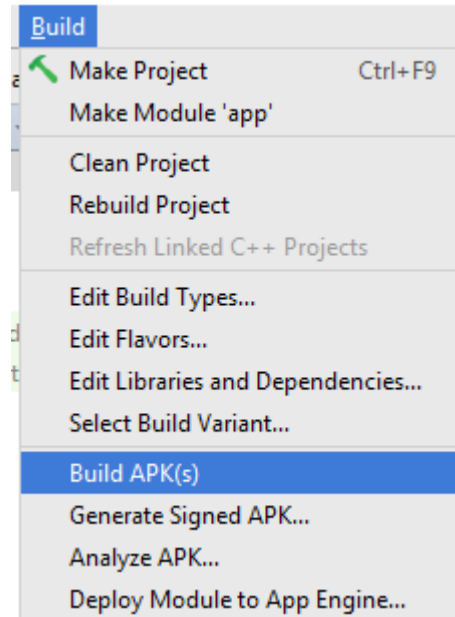 Build
Make Project Ctrl+F9
Make Module 'app'
Clean Project
Rebuild Project
Refresh Linked C++ Projects
Edit Build Types...
Edit Flavors...
Edit Libraries and Dependencies...
Select Build Variant...
Build APK(s)
Generate Signed APK...
Analyze APK...
Deploy Module to App Engine...